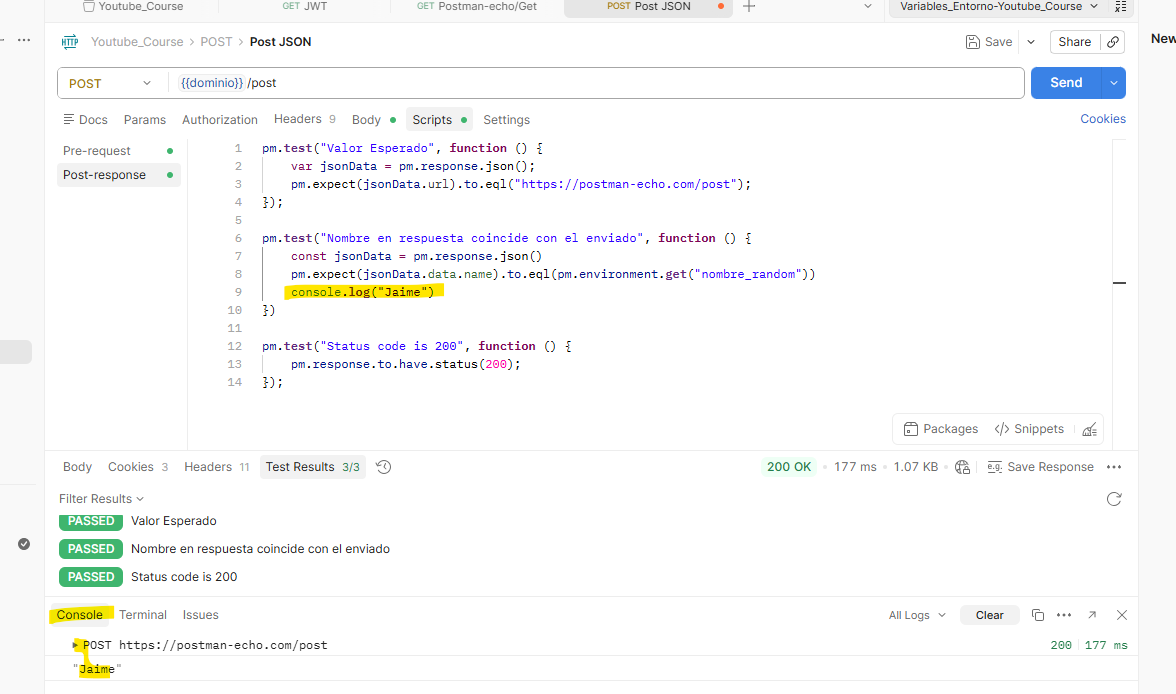 Youtube_Course GET JWT GET Postman-echo/Get POST Post JSON Variables_Entorno-Youtube_Course
Youtube_Course > POST > Post JSON Save Share New
POST {{dominio}} /post Send
Docs Params Authorization Headers 9 Body Scripts Settings Cookies
Pre-request
Post-response
1 pm.test("Valor Esperado", function () {
2 var jsonData = pm.response.json();
3 pm.expect(jsonData.url).to.eql("https://postman-echo.com/post");
4 });
5
6 pm.test("Nombre en respuesta coincide con el enviado", function () {
7 const jsonData = pm.response.json()
8 pm.expect(jsonData.data.name).to.eql(pm.environment.get("nombre_random"))
9 console.log("Jaime")
10 })
11
12 pm.test("Status code is 200", function () {
13 pm.response.to.have.status(200);
14 });
Packages </> Snippets
Body Cookies 3 Headers 11 Test Results 3/3 200 OK • 177 ms • 1.07 KB • e.g. Save Response
Filter Results
PASSED Valor Esperado
PASSED Nombre en respuesta coincide con el enviado
PASSED Status code is 200
Console Terminal Issues All Logs Clear
POST https://postman-echo.com/post 200 177 ms
"Jaime"